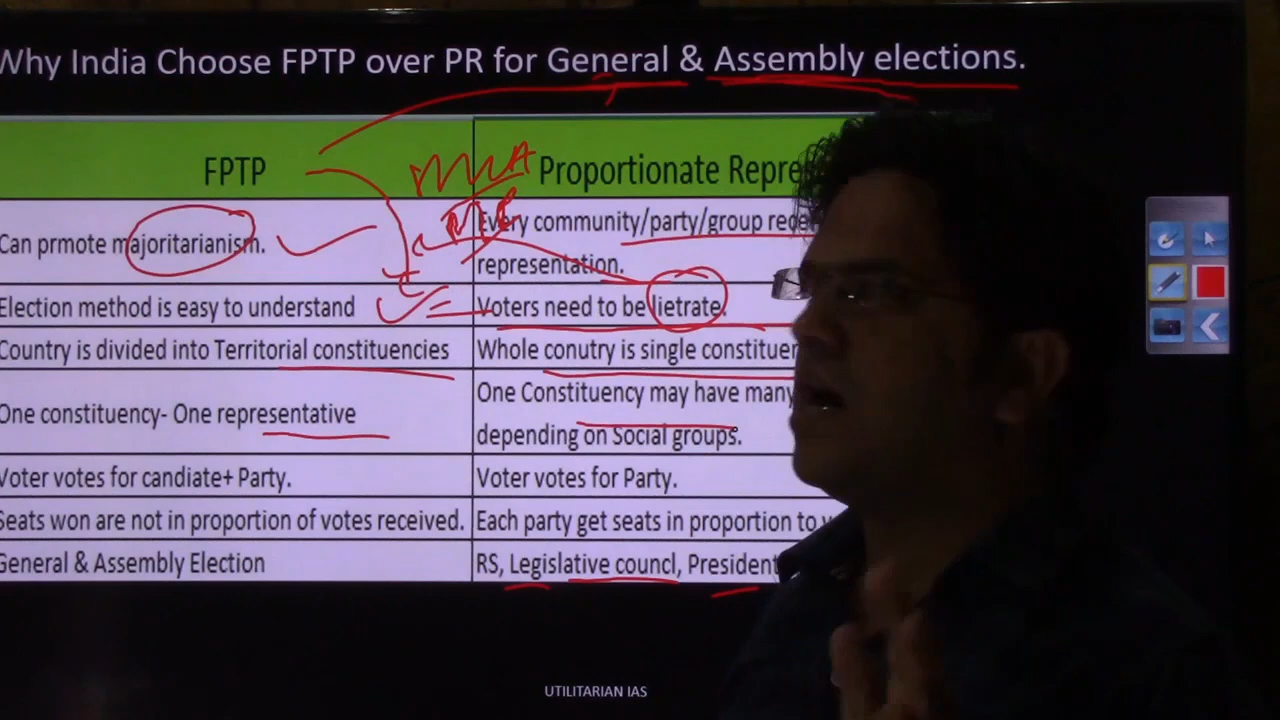 Why India Choose FPTP over PR for General & Assembly elections.
FPTP
Proportionate Repres
Can prmote majoritarianism.
Every community/party/group
representation.
Election method is easy to understand
Voters need to be lietrate.
Country is divided into Territorial constituencies
Whole conutry is single
One constituency- One representative
One Constituency may have many
depending on Social groups.
Voter votes for candiate+ Party.
Voter votes for Party.
Seats won are not in proportion of votes received.
Each party get seats in proportion to
General & Assembly Election
RS, Legislative councl, President
MLA
MP
UTILITARIAN IAS